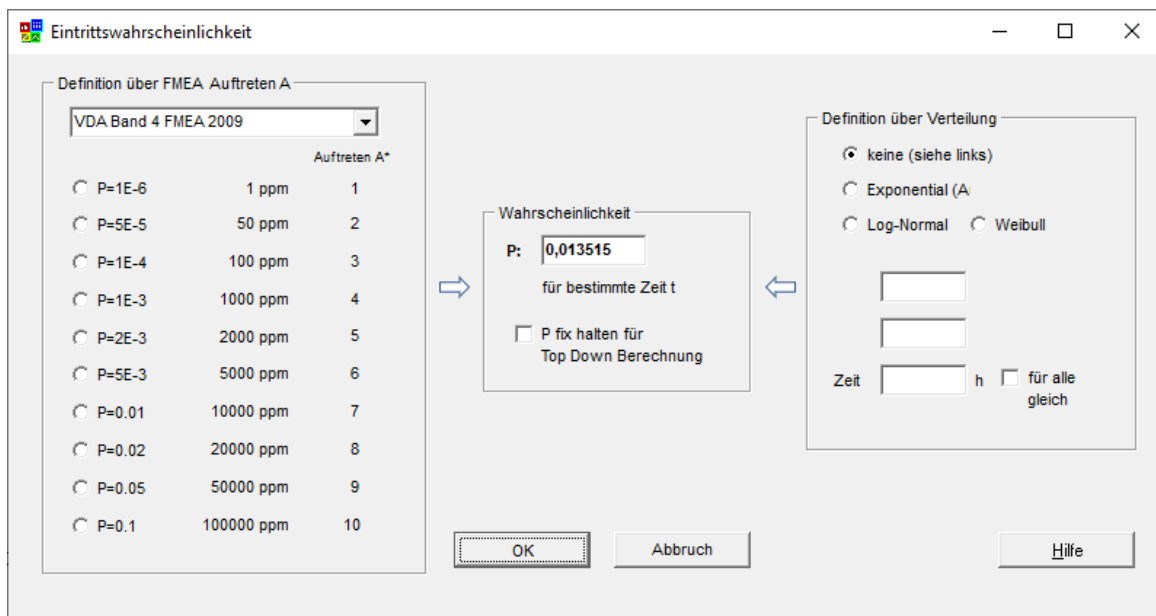 Eintrittswahrscheinlichkeit
Definition über FMEA Auftreten A
VDA Band 4 FMEA 2009
Auftreten A*
P=1E-6 1 ppm 1
P=5E-5 50 ppm 2
P=1E-4 100 ppm 3
P=1E-3 1000 ppm 4
P=2E-3 2000 ppm 5
P=5E-3 5000 ppm 6
P=0.01 10000 ppm 7
P=0.02 20000 ppm 8
P=0.05 50000 ppm 9
P=0.1 100000 ppm 10
Wahrscheinlichkeit
P: 0,013515
für bestimmte Zeit t
P fix halten für
Top Down Berechnung
Definition über Verteilung
keine (siehe links)
Exponential (A
Log-Normal Weibull
Zeit h für alle
gleich
OK Abbruch Hilfe